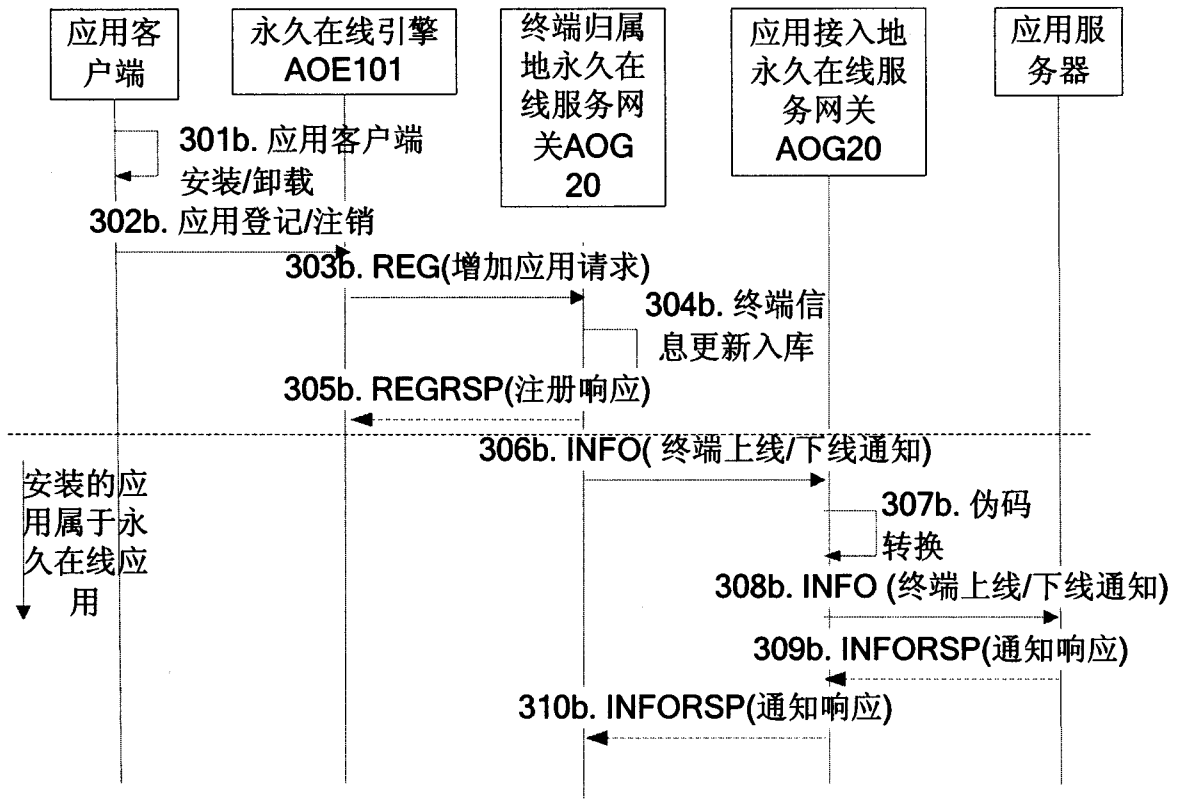 应用客
户端
永久在线引擎
AOE101
终端归属
地永久在
线服务网
关AOG
20
应用接入地
永久在线服
务网关
AOG20
应用服
务器
301b. 应用客户端
安装/卸载
302b. 应用登记/注销
303b. REG(增加应用请求)
304b. 终端信
息更新入库
305b. REGRSP(注册响应)
306b. INFO( 终端上线/下线通知)
安装的应
用属于永
久在线应
用
307b. 伪码
转换
308b. INFO (终端上线/下线通知)
309b. INFORSP(通知响应)
310b. INFORSP(通知响应)